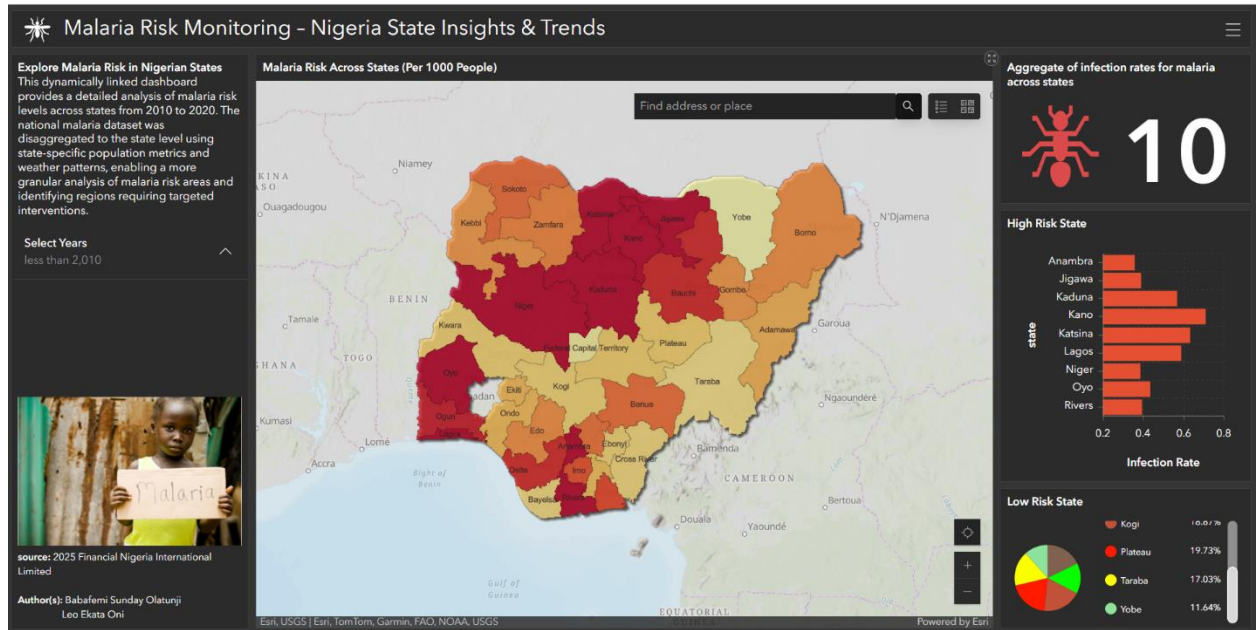 Malaria Risk Monitoring – Nigeria State Insights & Trends
Explore Malaria Risk in Nigerian States
This dynamically linked dashboard
provides a detailed analysis of malaria risk
levels across states from 2010 to 2020. The
national malaria dataset was
disaggregated to the state level using
state-specific population metrics and
weather patterns, enabling a more
granular analysis of malaria risk areas and
identifying regions requiring targeted
interventions.
Select Years
less than 2,010
Malaria
source: 2025 Financial Nigeria International
Limited
Author(s): Babafemi Sunday Olatunji
Leo Ekata Oni
Malaria Risk Across States (Per 1000 People)
Find address or place
Niamey
Ouagadougou
N'Djamena
Sokoto
Katsina
Jigawa
Yobe
Kebbi
Zamfara
Kano
Borno
BENIN
Niger
Kaduna
Bauchi
Gombe
Tamale
Kwara
Federal Capital Territory
Plateau
Adamawa
Garoua
TOGO
GHANA
Oyo
Kogi
Taraba
Ekiti
Ngaoundéré
Ogun
Ondo
Benue
Kumasi
Edo
Lomé
Anambra
Ebonyi
Bamenda
Accra
Delta
Imo
Cross River
CAMEROON
Bight of
Benin
Bayelsa
Rivers
Bertoua
Douala
Yaoundé
Gulf of
Guinea
EQUATORIAL
GUINEA
Esri, USGS | Esri, TomTom, Garmin, FAO, NOAA, USGS
Powered by Esri
Aggregate of infection rates for malaria
across states
10
High Risk State
Anambra
Jigawa
Kaduna
Kano
Katsina
Lagos
Niger
Oyo
Rivers
state
0.2 0.4 0.6 0.8
Infection Rate
Low Risk State
Kogi
Plateau 19.73%
Taraba 17.03%
Yobe 11.64%